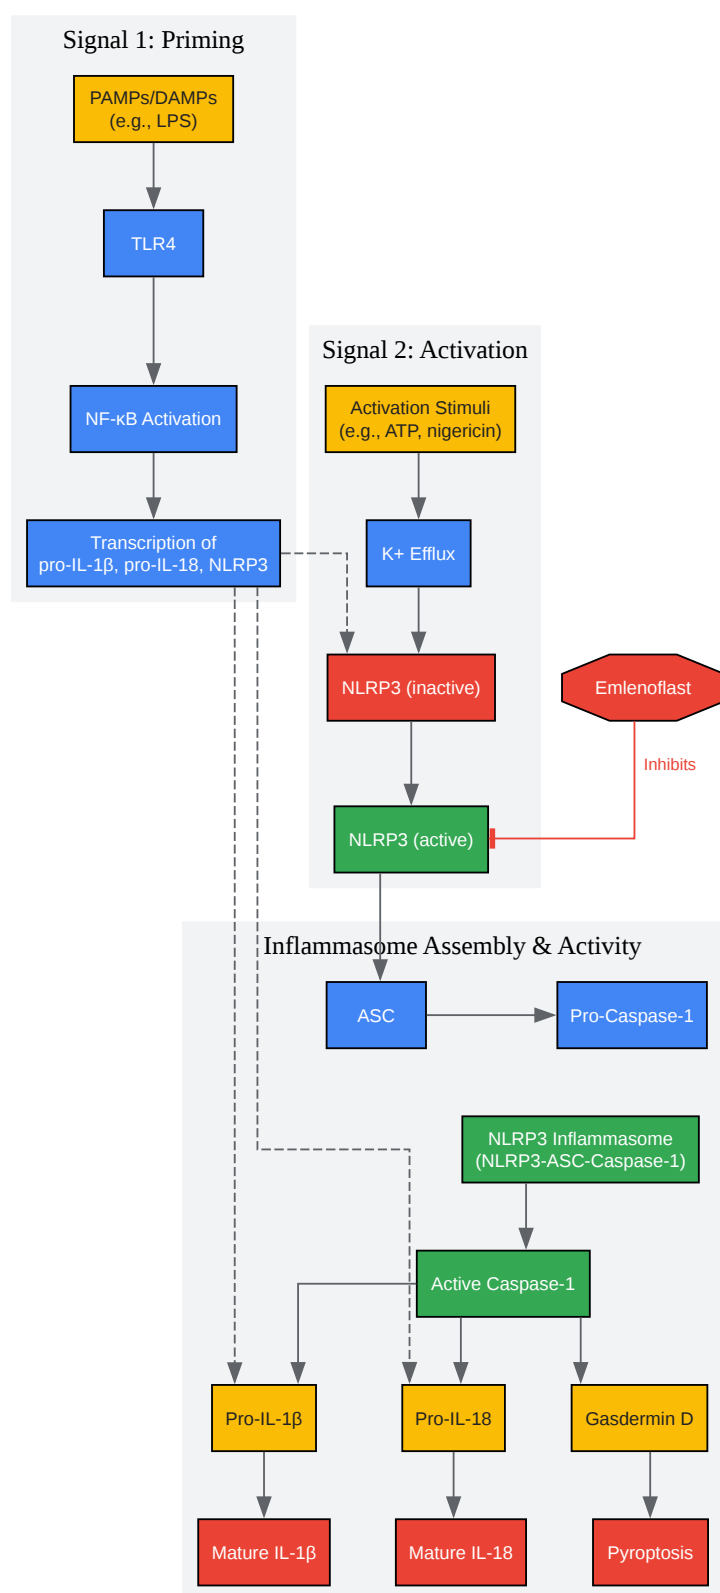 Signal 1: Priming
PAMPs/DAMPs
(e.g., LPS)
TLR4
NF-κB Activation
Transcription of
pro-IL-1β, pro-IL-18, NLRP3
Signal 2: Activation
Activation Stimuli
(e.g., ATP, nigericin)
K+ Efflux
NLRP3 (inactive)
Emlenoflast
Inhibits
NLRP3 (active)
Inflammasome Assembly & Activity
ASC
Pro-Caspase-1
NLRP3 Inflammasome
(NLRP3-ASC-Caspase-1)
Active Caspase-1
Pro-IL-1β
Pro-IL-18
Gasdermin D
Mature IL-1β
Mature IL-18
Pyroptosis